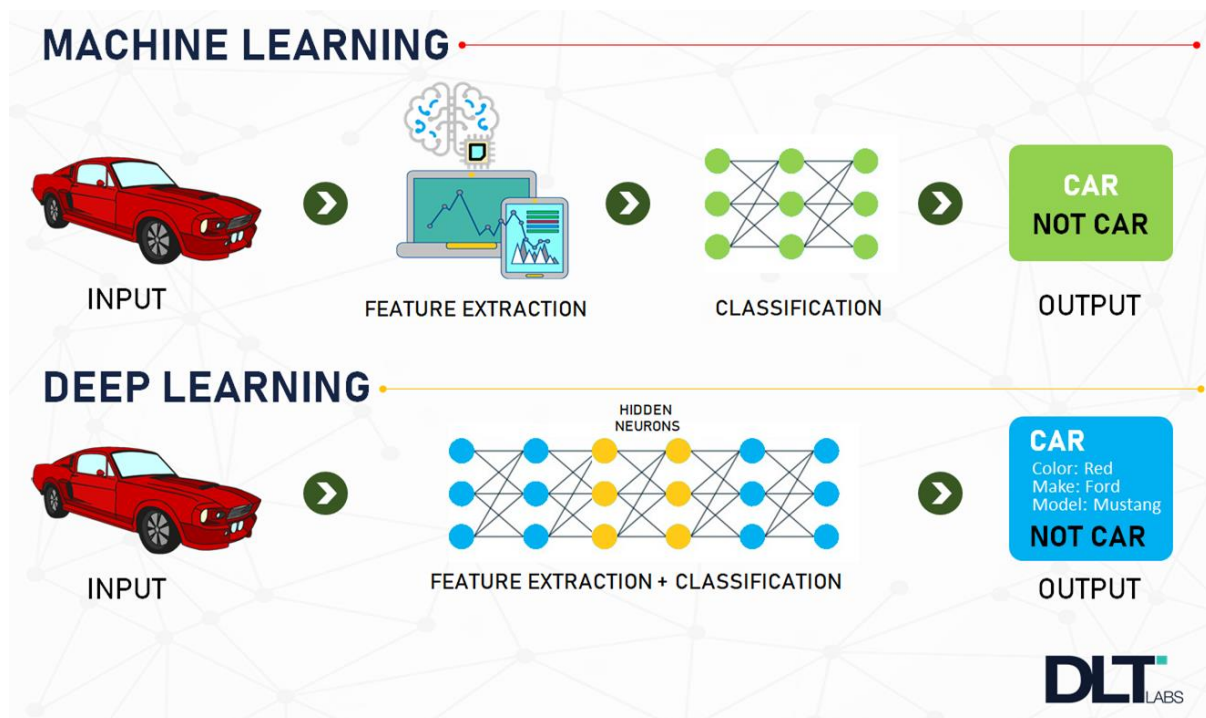 MACHINE LEARNING
INPUT
FEATURE EXTRACTION
CLASSIFICATION
CAR
NOT CAR
OUTPUT
DEEP LEARNING
INPUT
HIDDEN
NEURONS
FEATURE EXTRACTION + CLASSIFICATION
CAR
Color: Red
Make: Ford
Model: Mustang
NOT CAR
OUTPUT
DLT LABS